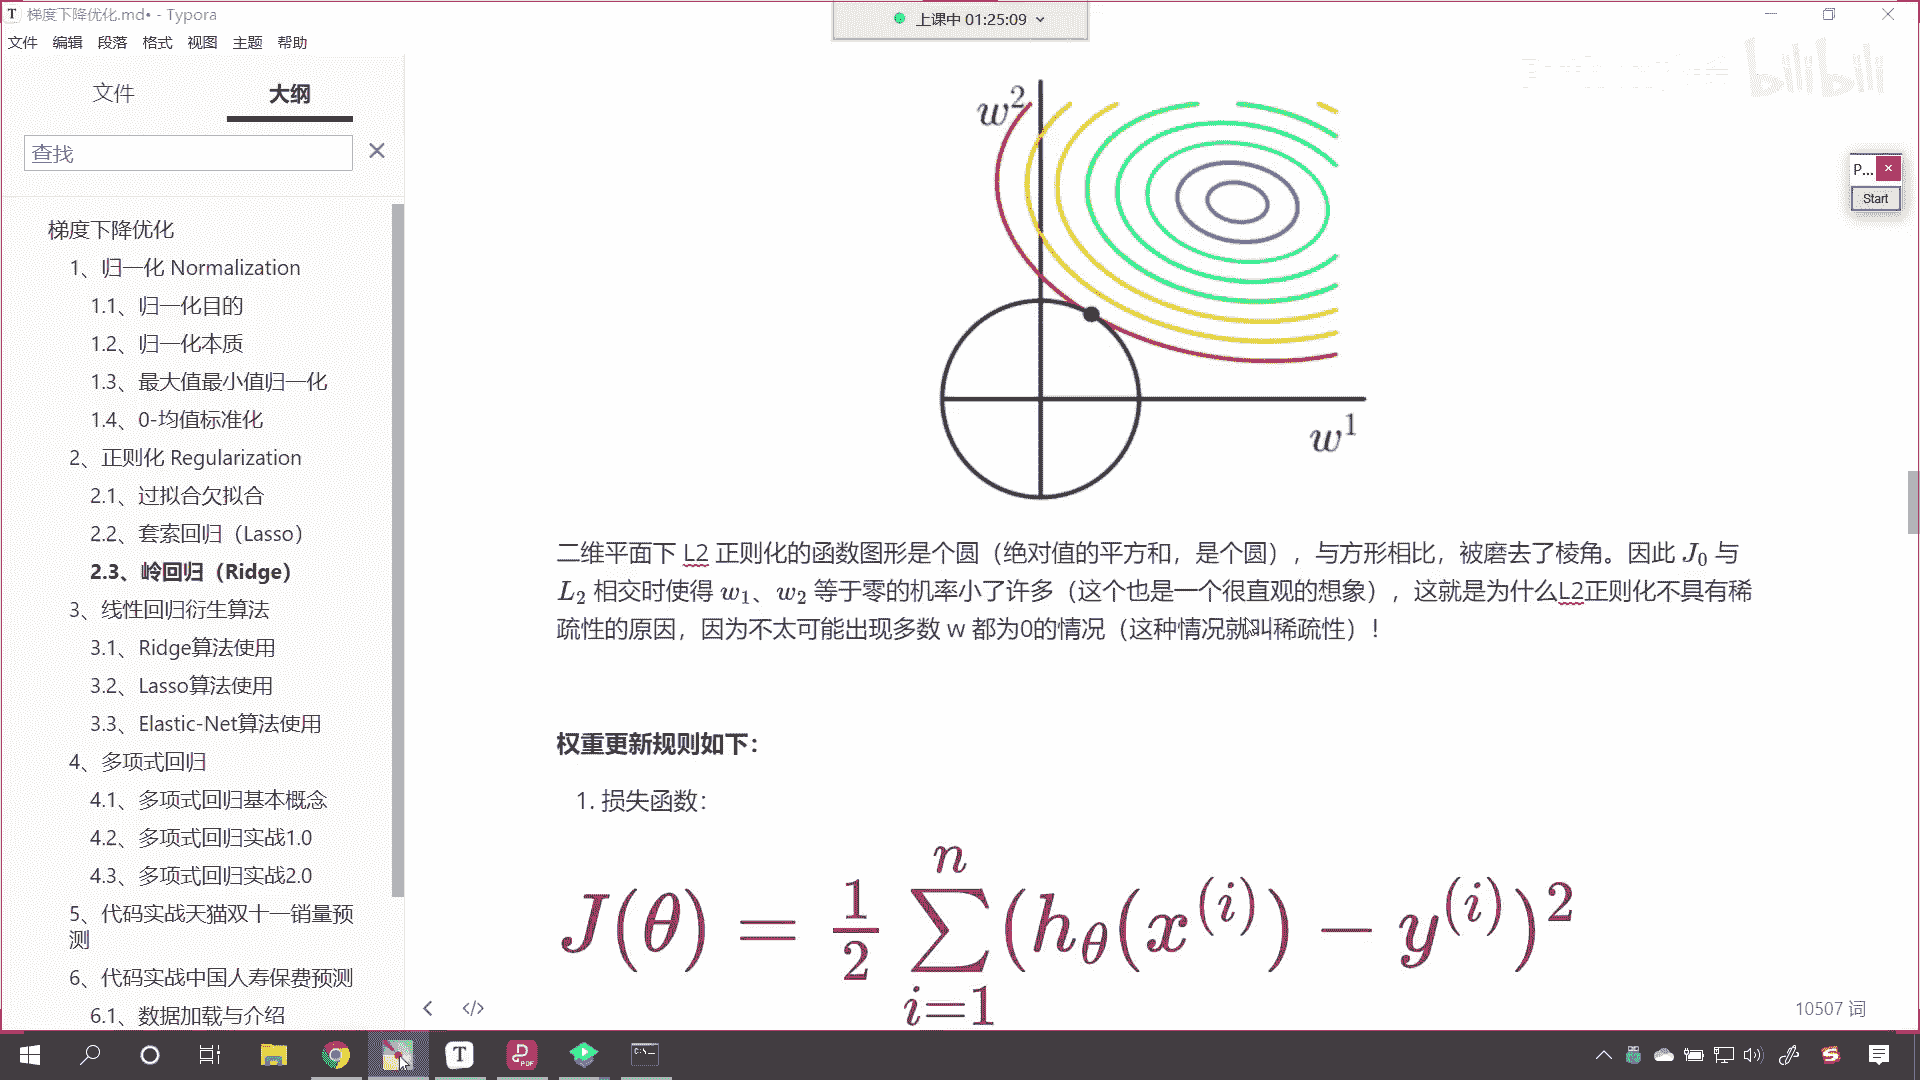 梯度下降优化.md• - Typora
上课中 01:25:09
文件 编辑 段落 格式 视图 主题 帮助
文件 大纲
查找
梯度下降优化
1、归一化 Normalization
1.1、归一化目的
1.2、归一化本质
1.3、最大值最小值归一化
1.4、0-均值标准化
2、正则化 Regularization
2.1、过拟合欠拟合
2.2、套索回归（Lasso）
2.3、岭回归（Ridge）
3、线性回归衍生算法
3.1、Ridge算法使用
3.2、Lasso算法使用
3.3、Elastic-Net算法使用
4、多项式回归
4.1、多项式回归基本概念
4.2、多项式回归实战1.0
4.3、多项式回归实战2.0
5、代码实战天猫双十一销量预
测
6、代码实战中国人寿保费预测
6.1、数据加载与介绍
w²
w¹
二维平面下 L2 正则化的函数图形是个圆（绝对值的平方和，是个圆），与方形相比，被磨去了棱角。因此 J₀ 与
L₂ 相交时使得 w₁、w₂ 等于零的机率小了许多（这个也是一个很直观的想象），这就是为什么L2正则化不具有稀
疏性的原因，因为不太可能出现多数 w 都为0的情况（这种情况就叫稀疏性）！
权重更新规则如下：
1. 损失函数：
J(θ) = 1/2 ∑ⁿᵢ₌₁ (h_θ(x⁽ⁱ⁾) − y⁽ⁱ⁾)²
10507 词
bilibili
P...
Start